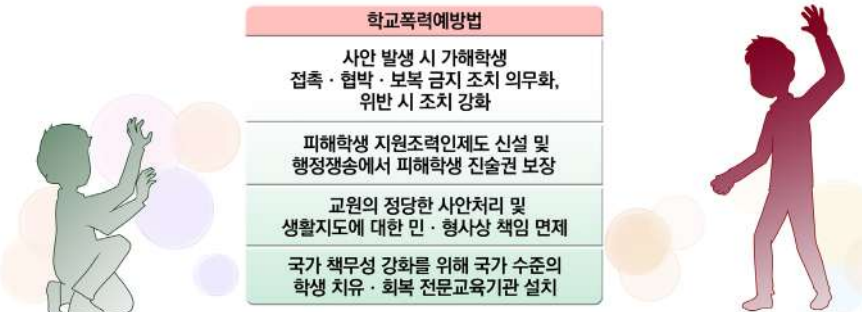 학교폭력예방법
사안 발생 시 가해학생
접촉 · 협박 · 보복 금지 조치 의무화,
위반 시 조치 강화
피해학생 지원조력인제도 신설 및
행정쟁송에서 피해학생 진술권 보장
교원의 정당한 사안처리 및
생활지도에 대한 민 · 형사상 책임 면제
국가 책무성 강화를 위해 국가 수준의
학생 치유 · 회복 전문교육기관 설치